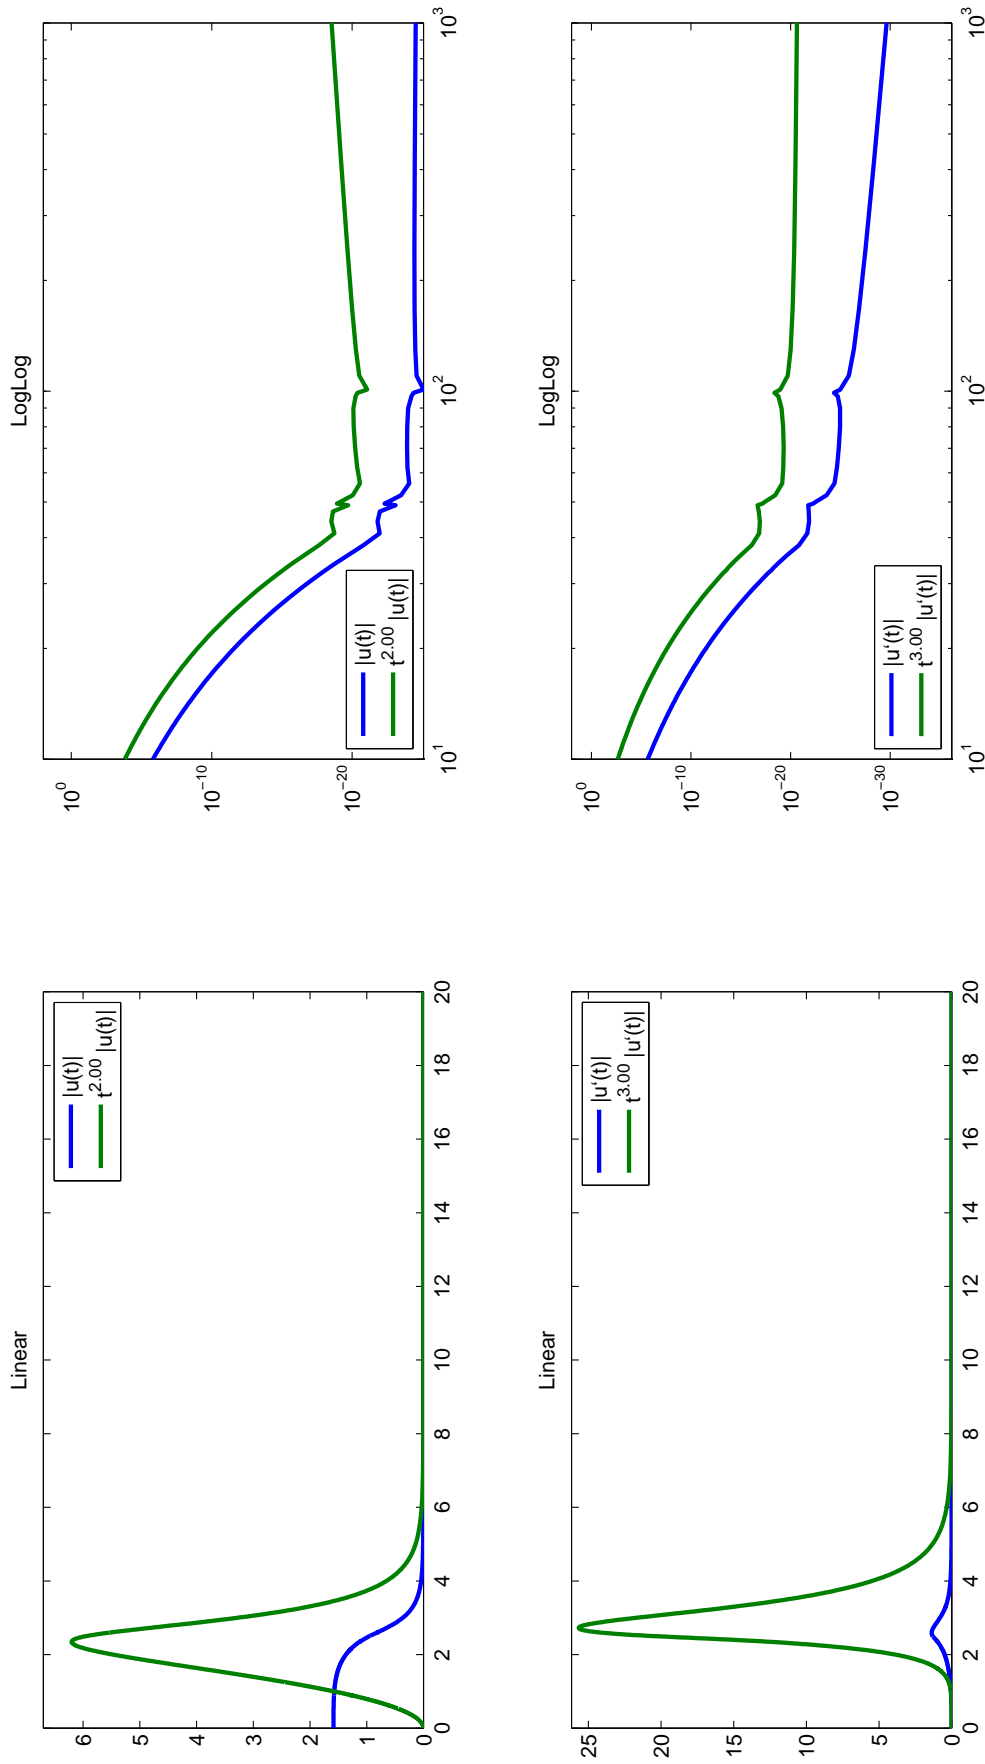 Linear
6
5
4
3
2
1
0
|u(t)|
t^2.00 |u(t)|
0 2 4 6 8 10 12 14 16 18 20
LogLog
10^0
10^−10
10^−20
|u(t)|
t^2.00 |u(t)|
10^1 10^2 10^3
Linear
25
20
15
10
5
0
|u‘(t)|
t^3.00 |u‘(t)|
0 2 4 6 8 10 12 14 16 18 20
LogLog
10^0
10^−10
10^−20
10^−30
|u‘(t)|
t^3.00 |u‘(t)|
10^1 10^2 10^3